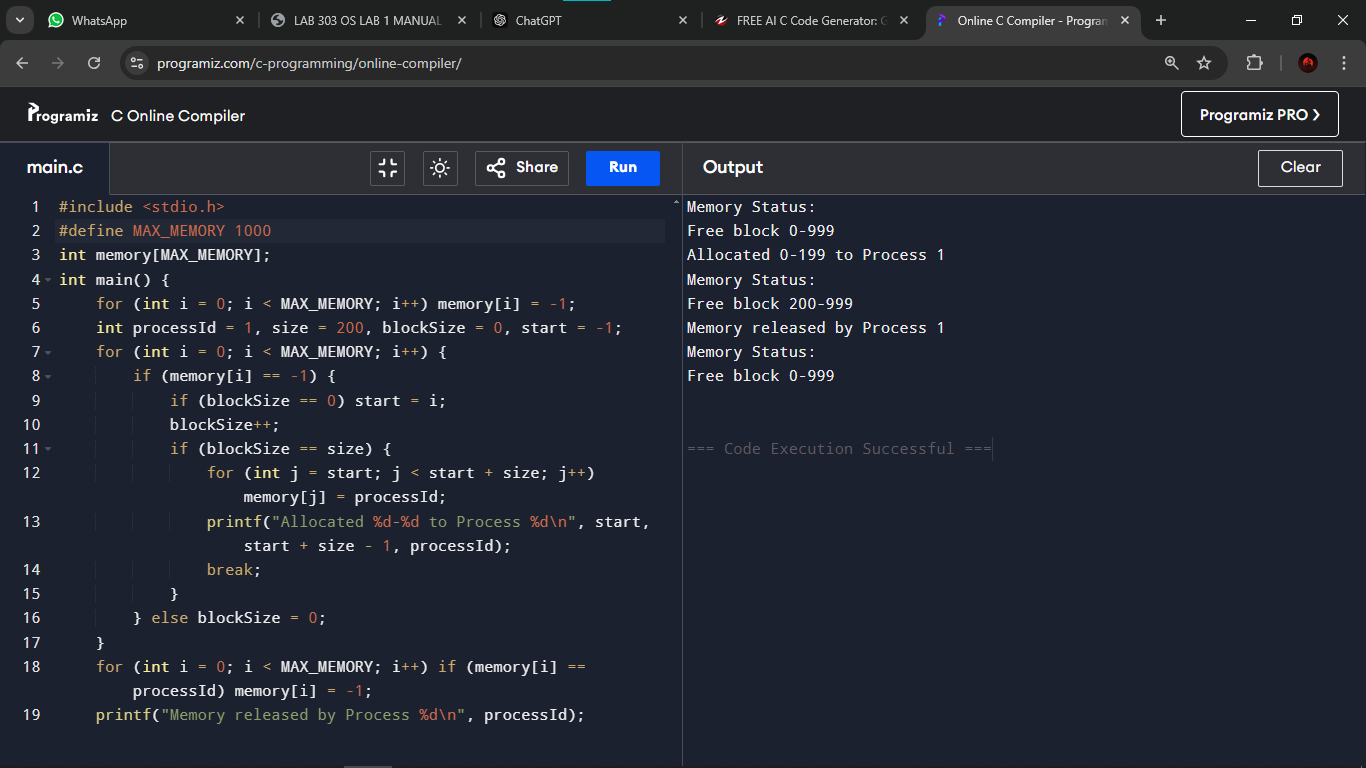 WhatsApp
LAB 303 OS LAB 1 MANUAL
ChatGPT
FREE AI C Code Generator:
Online C Compiler - Program
programiz.com/c-programming/online-compiler/
Programiz C Online Compiler
Programiz PRO
main.c
Share
Run
Output
Clear
1 #include <stdio.h>
2 #define MAX_MEMORY 1000
3 int memory[MAX_MEMORY];
4 int main() {
5 for (int i = 0; i < MAX_MEMORY; i++) memory[i] = -1;
6 int processId = 1, size = 200, blockSize = 0, start = -1;
7 for (int i = 0; i < MAX_MEMORY; i++) {
8 if (memory[i] == -1) {
9 if (blockSize == 0) start = i;
10 blockSize++;
11 if (blockSize == size) {
12 for (int j = start; j < start + size; j++)
memory[j] = processId;
13 printf("Allocated %d-%d to Process %d\n", start,
start + size - 1, processId);
14 break;
15 }
16 } else blockSize = 0;
17 }
18 for (int i = 0; i < MAX_MEMORY; i++) if (memory[i] ==
processId) memory[i] = -1;
19 printf("Memory released by Process %d\n", processId);
Memory Status:
Free block 0-999
Allocated 0-199 to Process 1
Memory Status:
Free block 200-999
Memory released by Process 1
Memory Status:
Free block 0-999
=== Code Execution Successful ===